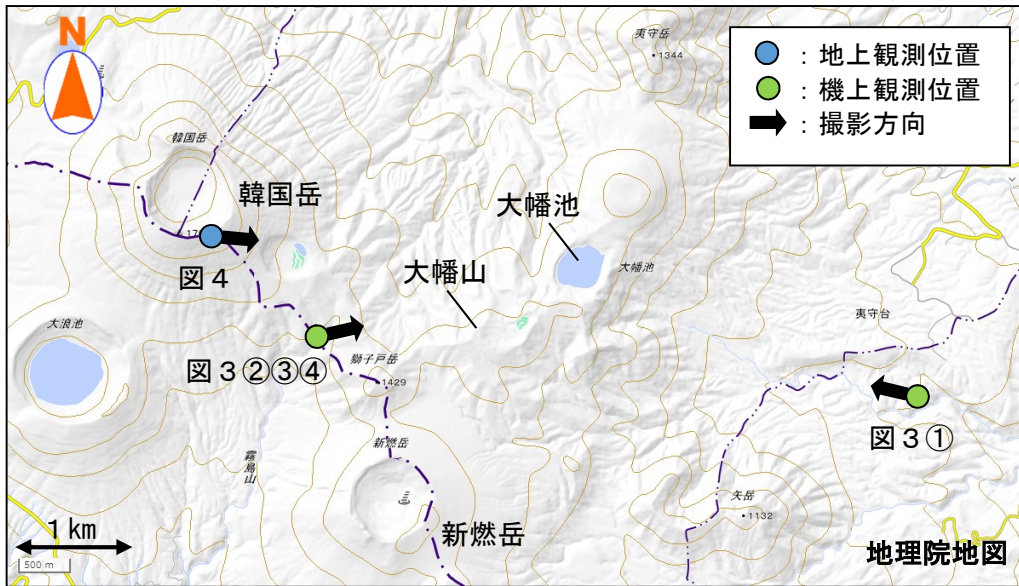 N
夷守岳
・1344
●：地上観測位置
●：機上観測位置
➡：撮影方向
韓国岳
韓国岳
図４
大幡池
大幡山
大幡池
夷守台
大浪池
図３②③④
獅子戸岳
・1429
図３①
新燃岳
霧島山
矢岳
・1132
新燃岳
１km
500 m
地理院地図